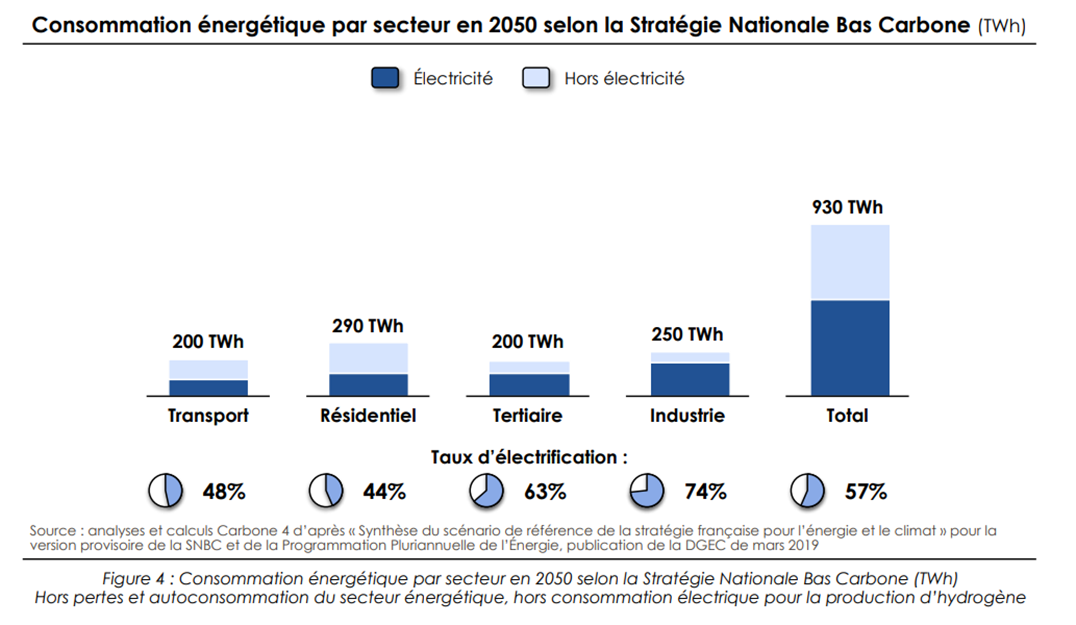 Consommation énergétique par secteur en 2050 selon la Stratégie Nationale Bas Carbone (TWh)
Électricité Hors électricité
930 TWh
290 TWh
250 TWh
200 TWh 200 TWh
Transport Résidentiel Tertiaire Industrie Total
Taux d’électrification :
48% 44% 63% 74% 57%
Source : analyses et calculs Carbone 4 d’après « Synthèse du scénario de référence de la stratégie française pour l’énergie et le climat » pour la
version provisoire de la SNBC et de la Programmation Pluriannuelle de l’Énergie, publication de la DGEC de mars 2019
Figure 4 : Consommation énergétique par secteur en 2050 selon la Stratégie Nationale Bas Carbone (TWh)
Hors pertes et autoconsommation du secteur énergétique, hors consommation électrique pour la production d’hydrogène